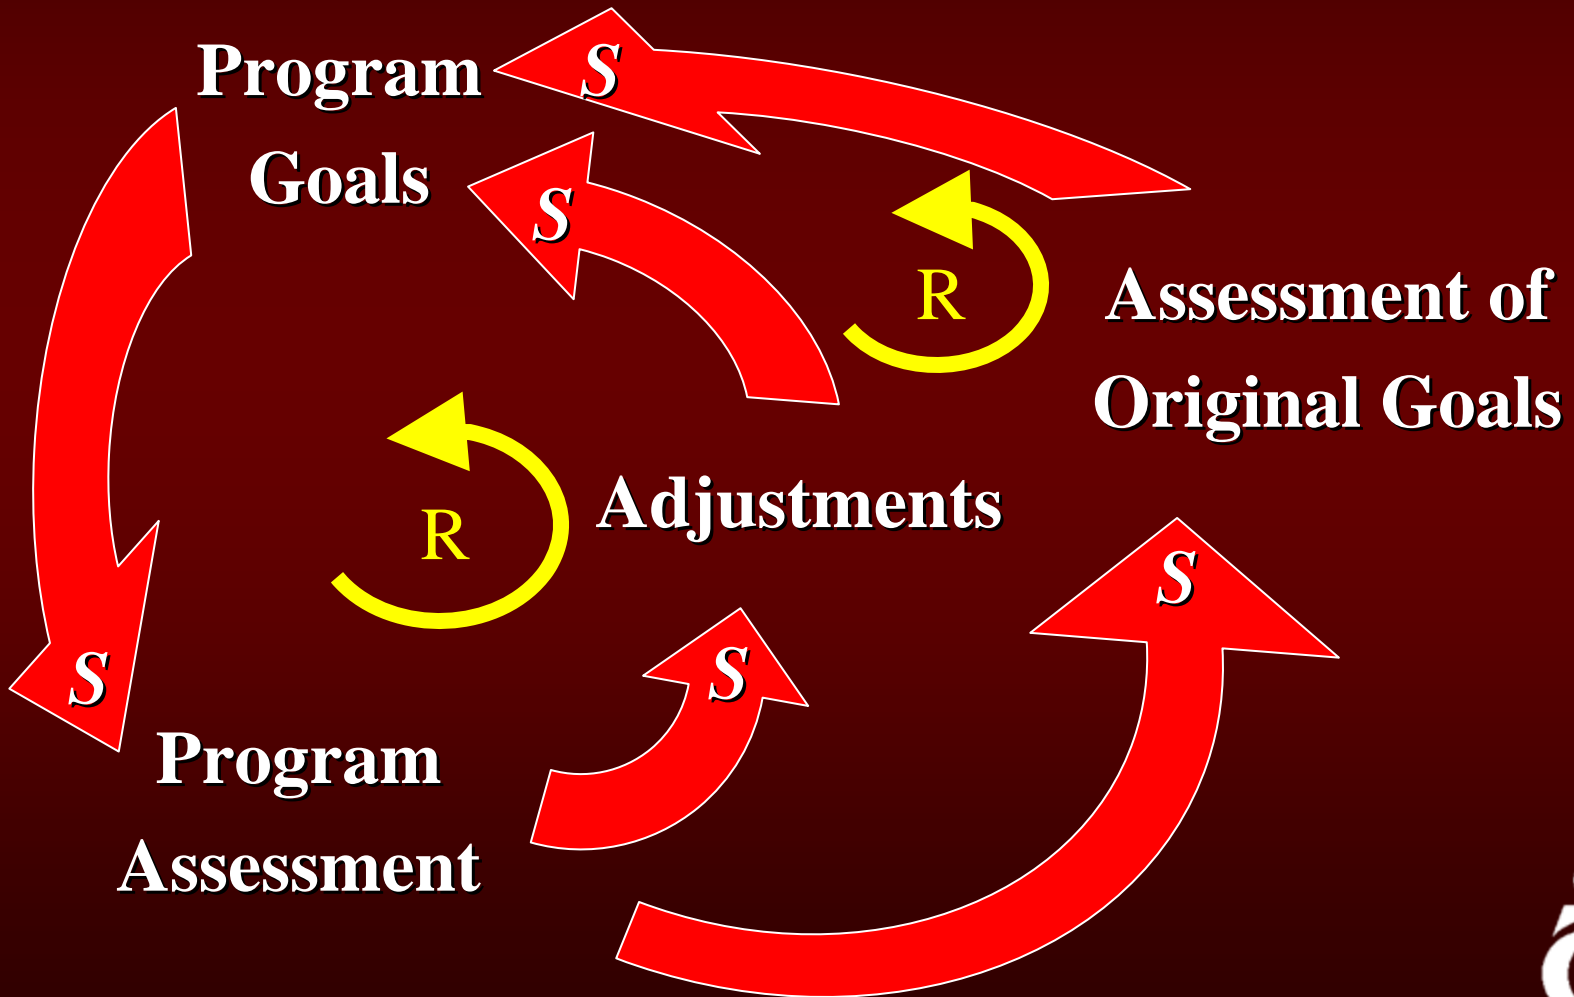 Program
Goals
S
S
R
Assessment of
Original Goals
R
Adjustments
S
S
S
Program
Assessment